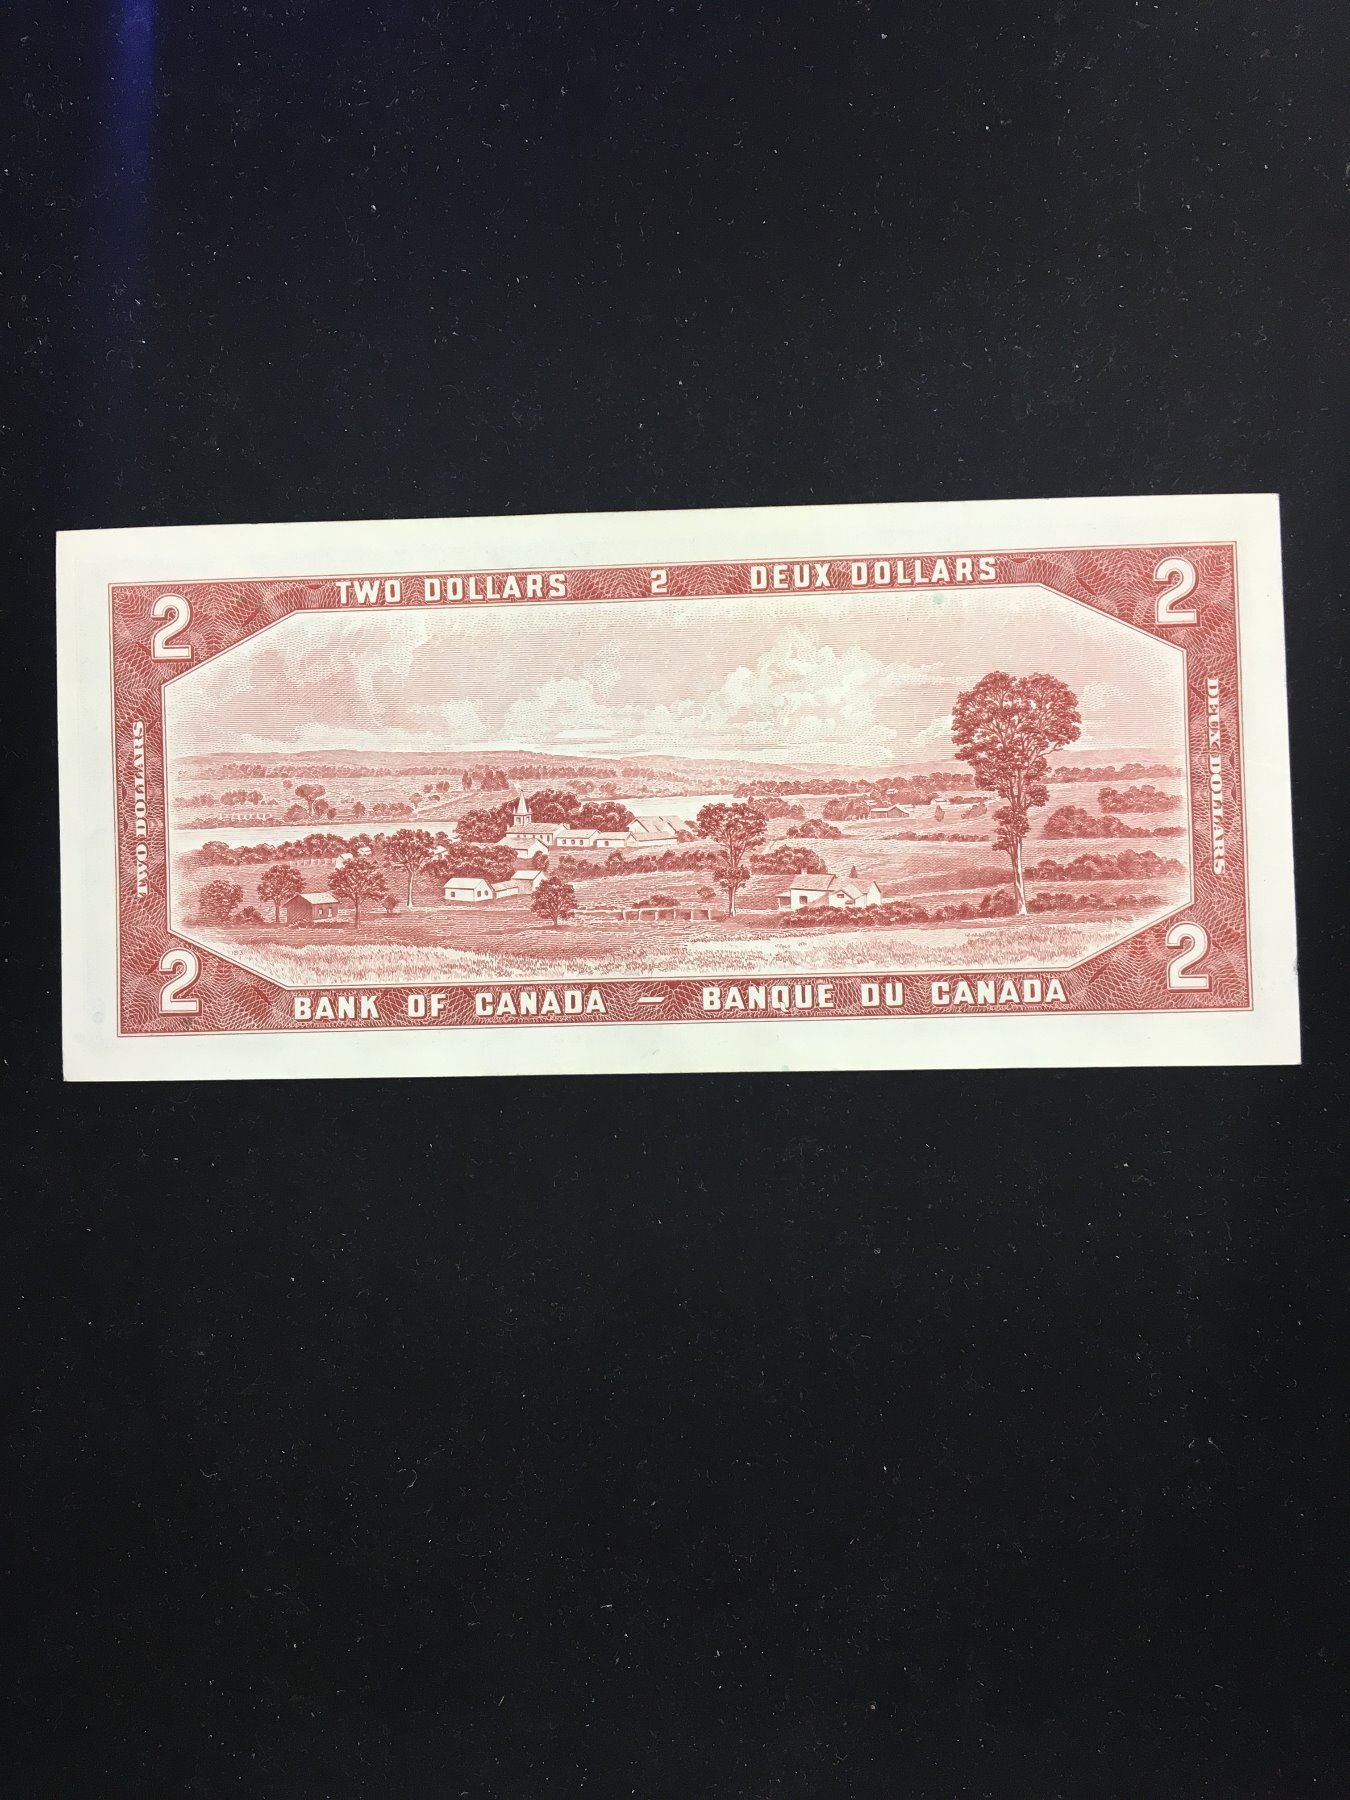 TWO DOLLARS 2 DEUX DOLLARS
2 2
TWO DOLLARS
DEUX DOLLARS
2 2
BANK OF CANADA – BANQUE DU CANADA